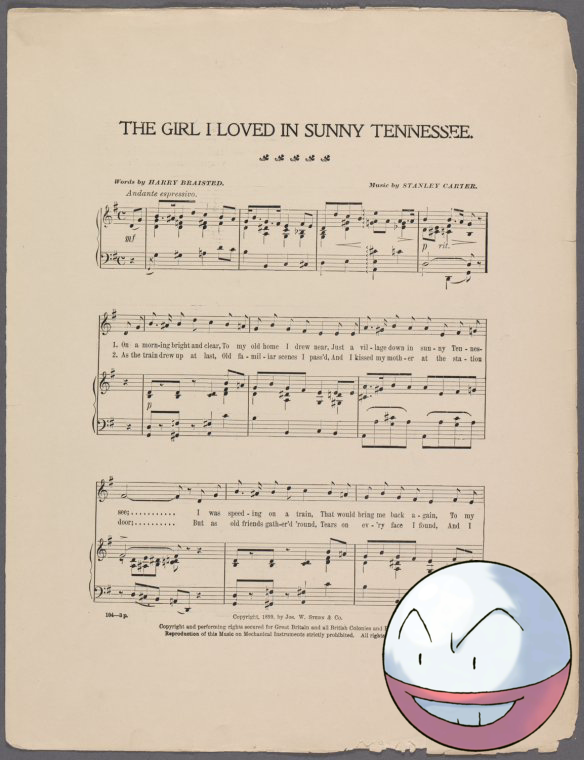 THE GIRL I LOVED IN SUNNY TENNESSEE.
Words by HARRY BRAISTED.
Music by STANLEY CARTER.
Andante espressivo.
mf
p rit.
1. On a morn-ing bright and clear, To my old home I drew near, Just a vil-lage down in sun-ny Ten-nes-
2. As the train drew up at last, Old fa-mil-iar scenes I pass'd, And I kissed my moth-er at the sta-tion
p
see; . . . . . . . . . . . I was speed-ing on a train, That would bring me back a-gain, To my
door; . . . . . . . . . . . But as old friends gath-er'd 'round, Tears on ev-'ry face I found, And I
104-3 p.
Copyright, 1899, by Jos. W. Stern & Co.
Copyright and performing rights secured for Great Britain and all British Colonies and
Reproduction of this Music on Mechanical Instruments strictly prohibited. All rights